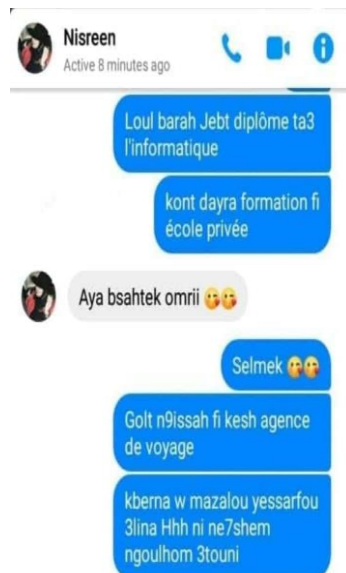 Nisreen
Active 8 minutes ago
Loul barah Jebt diplôme ta3
l'informatique
kont dayra formation fi
école privée
Aya bsahtek omrii 😘😘
Selmek 😘😘
Golt n9issah fi kesh agence
de voyage
kberna w mazalou yessarfou
3lina Hhh ni ne7shem
ngoulhom 3touni